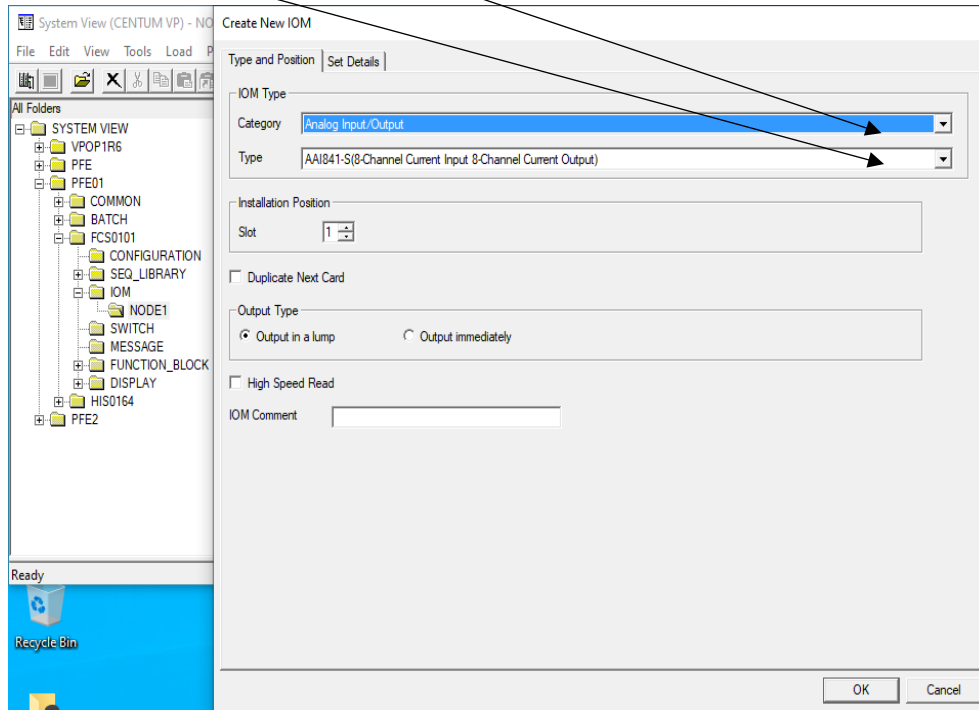 System View (CENTUM VP) - NO
File Edit View Tools Load P
All Folders
SYSTEM VIEW
VPOP1R6
PFE
PFE01
COMMON
BATCH
FCS0101
CONFIGURATION
SEQ_LIBRARY
IOM
NODE1
SWITCH
MESSAGE
FUNCTION_BLOCK
DISPLAY
HIS0164
PFE2
Ready
Recycle Bin
Create New IOM
Type and Position Set Details
IOM Type
Category Analog Input/Output
Type AAI841-S(8-Channel Current Input 8-Channel Current Output)
Installation Position
Slot 1
Duplicate Next Card
Output Type
Output in a lump Output immediately
High Speed Read
IOM Comment
OK Cancel